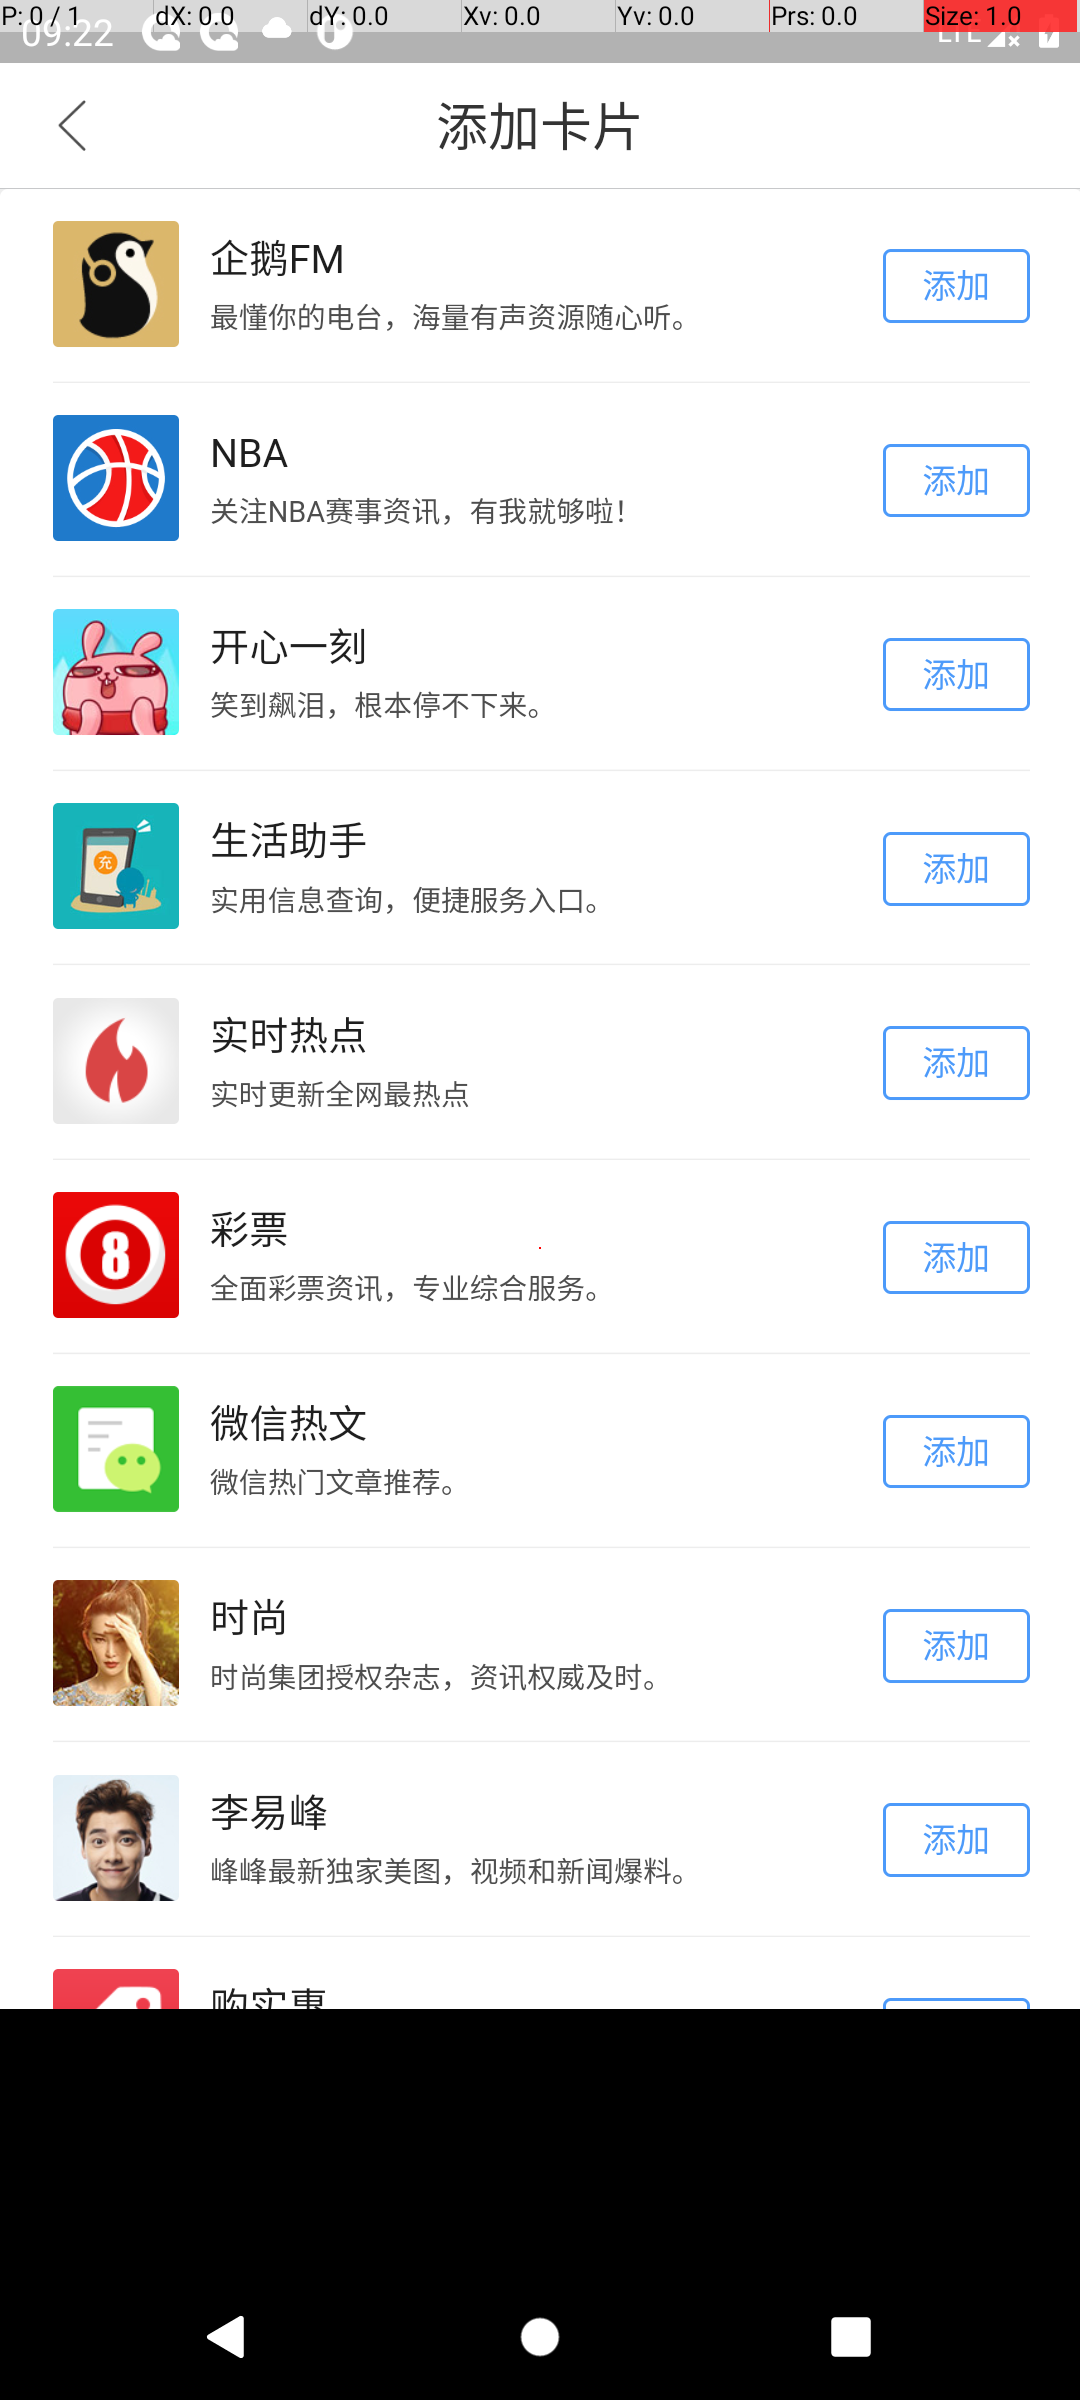 P: 0 / 1 dX: 0.0 dY: 0.0 Xv: 0.0 Yv: 0.0 Prs: 0.0 Size: 1.0
09:22 LTE
添加卡片
企鹅FM
最懂你的电台，海量有声资源随心听。
添加
NBA
关注NBA赛事资讯，有我就够啦！
添加
开心一刻
笑到飙泪，根本停不下来。
添加
充
生活助手
实用信息查询，便捷服务入口。
添加
实时热点
实时更新全网最热点
添加
8
彩票
全面彩票资讯，专业综合服务。
添加
微信热文
微信热门文章推荐。
添加
时尚
时尚集团授权杂志，资讯权威及时。
添加
李易峰
峰峰最新独家美图，视频和新闻爆料。
添加
购实惠